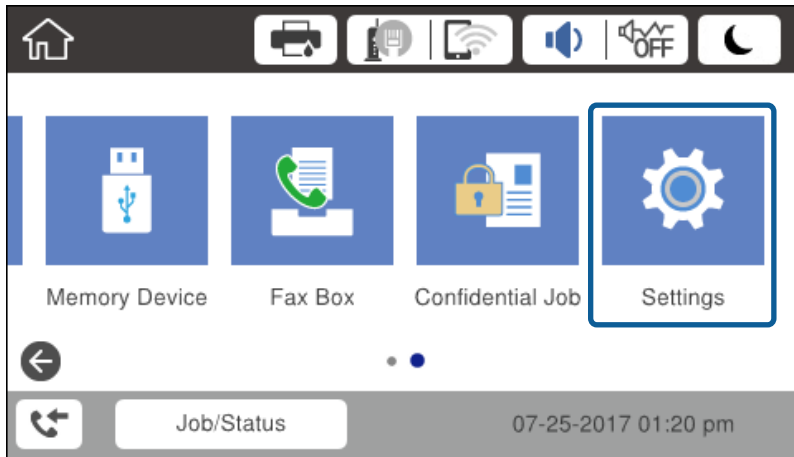 OFF
Memory Device
Fax Box
Confidential Job
Settings
Job/Status
07-25-2017 01:20 pm